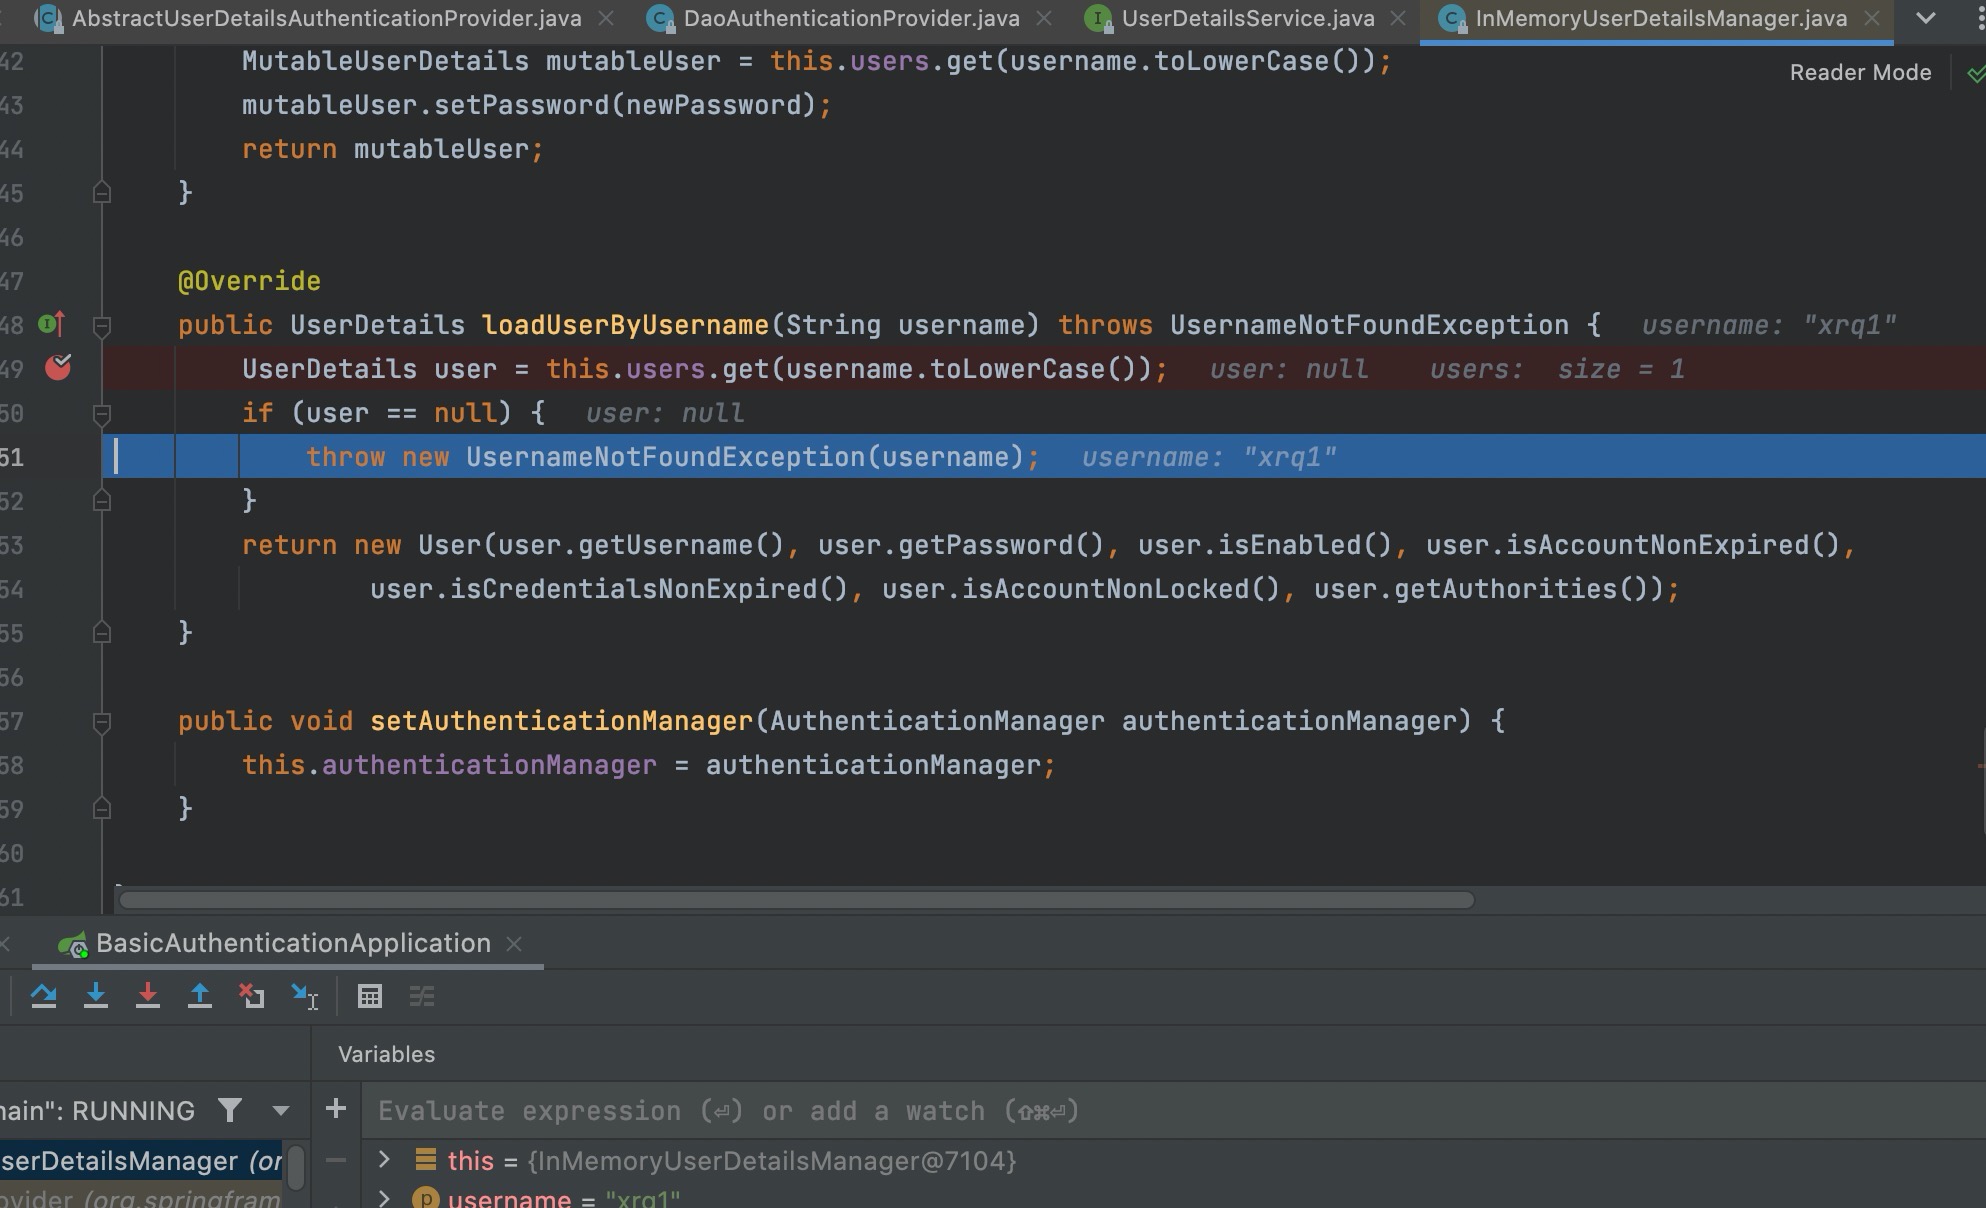 AbstractUserDetailsAuthenticationProvider.java DaoAuthenticationProvider.java UserDetailsService.java InMemoryUserDetailsManager.java
Reader Mode
42 MutableUserDetails mutableUser = this.users.get(username.toLowerCase());
43 mutableUser.setPassword(newPassword);
44 return mutableUser;
45 }
46
47 @Override
48 public UserDetails loadUserByUsername(String username) throws UsernameNotFoundException { username: "xrq1"
49 UserDetails user = this.users.get(username.toLowerCase()); user: null users: size = 1
50 if (user == null) { user: null
51 throw new UsernameNotFoundException(username); username: "xrq1"
52 }
53 return new User(user.getUsername(), user.getPassword(), user.isEnabled(), user.isAccountNonExpired(),
54 user.isCredentialsNonExpired(), user.isAccountNonLocked(), user.getAuthorities());
55 }
56
57 public void setAuthenticationManager(AuthenticationManager authenticationManager) {
58 this.authenticationManager = authenticationManager;
59 }
60
61
BasicAuthenticationApplication
Variables
ain": RUNNING
Evaluate expression (⏎) or add a watch (⇧⌘⏎)
serDetailsManager (or
this = {InMemoryUserDetailsManager@7104}
ovider (org.springfram
username = "xrq1"